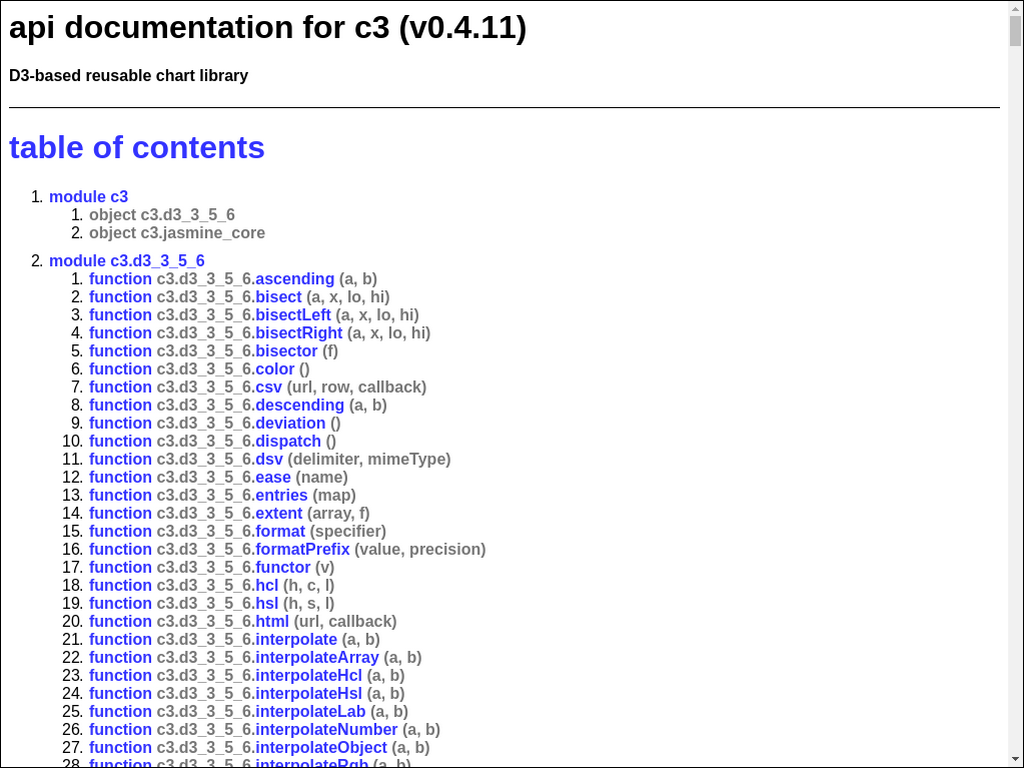 api documentation for c3 (v0.4.11)
D3-based reusable chart library
table of contents
1. module c3
1. object c3.d3_3_5_6
2. object c3.jasmine_core
2. module c3.d3_3_5_6
1. function c3.d3_3_5_6.ascending (a, b)
2. function c3.d3_3_5_6.bisect (a, x, lo, hi)
3. function c3.d3_3_5_6.bisectLeft (a, x, lo, hi)
4. function c3.d3_3_5_6.bisectRight (a, x, lo, hi)
5. function c3.d3_3_5_6.bisector (f)
6. function c3.d3_3_5_6.color ()
7. function c3.d3_3_5_6.csv (url, row, callback)
8. function c3.d3_3_5_6.descending (a, b)
9. function c3.d3_3_5_6.deviation ()
10. function c3.d3_3_5_6.dispatch ()
11. function c3.d3_3_5_6.dsv (delimiter, mimeType)
12. function c3.d3_3_5_6.ease (name)
13. function c3.d3_3_5_6.entries (map)
14. function c3.d3_3_5_6.extent (array, f)
15. function c3.d3_3_5_6.format (specifier)
16. function c3.d3_3_5_6.formatPrefix (value, precision)
17. function c3.d3_3_5_6.functor (v)
18. function c3.d3_3_5_6.hcl (h, c, l)
19. function c3.d3_3_5_6.hsl (h, s, l)
20. function c3.d3_3_5_6.html (url, callback)
21. function c3.d3_3_5_6.interpolate (a, b)
22. function c3.d3_3_5_6.interpolateArray (a, b)
23. function c3.d3_3_5_6.interpolateHcl (a, b)
24. function c3.d3_3_5_6.interpolateHsl (a, b)
25. function c3.d3_3_5_6.interpolateLab (a, b)
26. function c3.d3_3_5_6.interpolateNumber (a, b)
27. function c3.d3_3_5_6.interpolateObject (a, b)
28. function c3.d3_3_5_6.interpolateRgb (a, b)